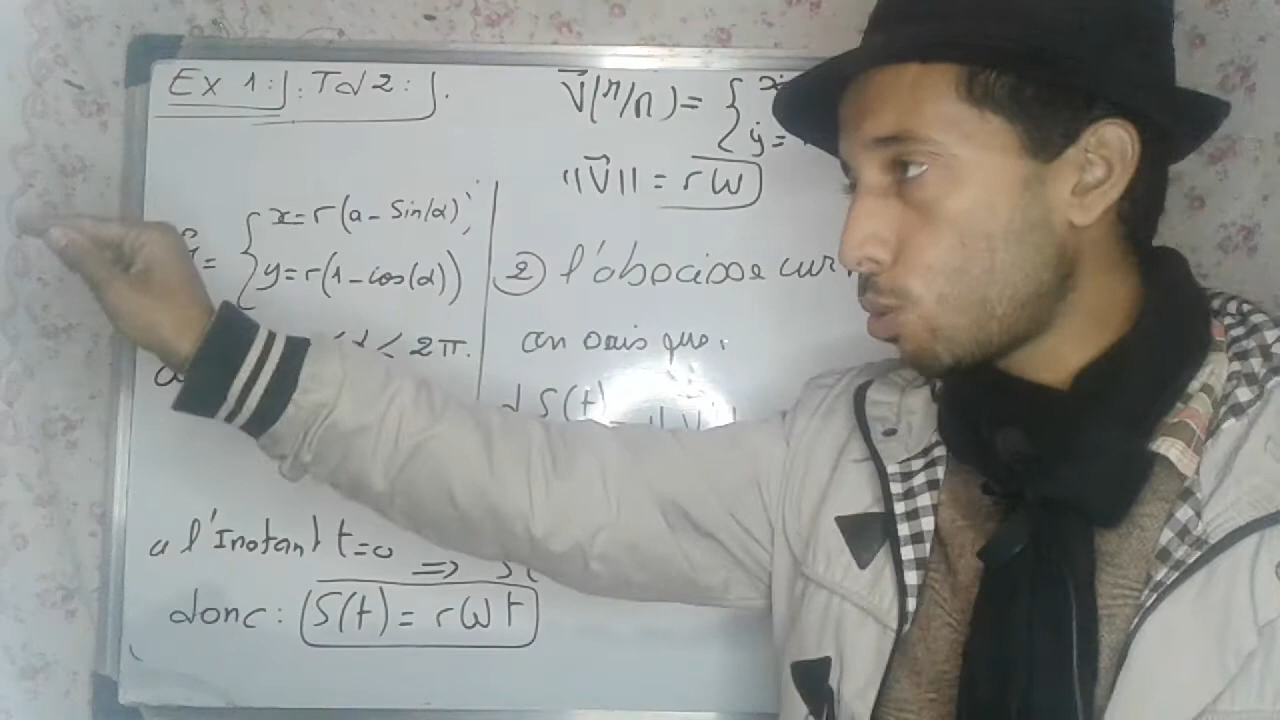 Ex 1: Td 2:
x = r(a - Sin(α))
y = r(1 - cos(α))
α < 2π.
a l'instant t=0
=>
donc: S(t) = rωt
V(M/R) = { x
ẏ =
||V|| = rω
② l'abscisse cur
on sais que.
d S(t) = ||V||